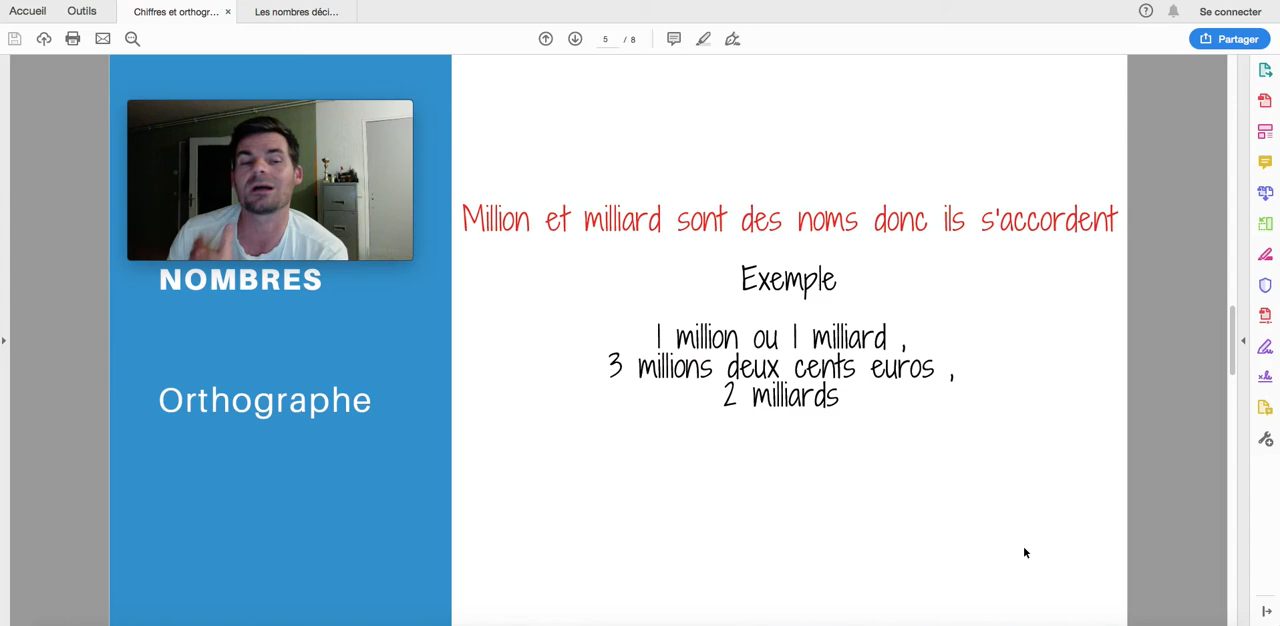 Accueil
Outils
Chiffres et orthogr... ×
Les nombres déci...
Se connecter
5 / 8
Partager
NOMBRES
Orthographe
Million et milliard sont des noms donc ils s'accordent
Exemple
1 million ou 1 milliard ,
3 millions deux cents euros ,
2 milliards